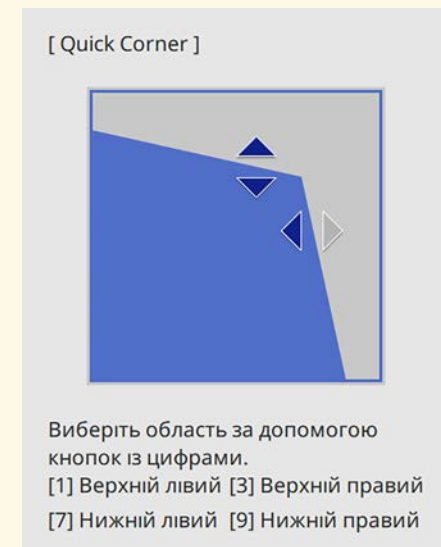 [ Quick Corner ]
Виберіть область за допомогою
кнопок із цифрами.
[1] Верхній лівий [3] Верхній правий
[7] Нижній лівий [9] Нижній правий